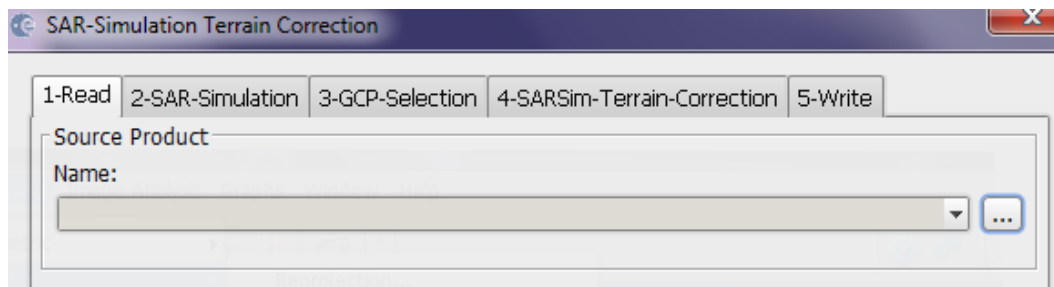 SAR-Simulation Terrain Correction
1-Read 2-SAR-Simulation 3-GCP-Selection 4-SARSim-Terrain-Correction 5-Write
Source Product
Name:
...